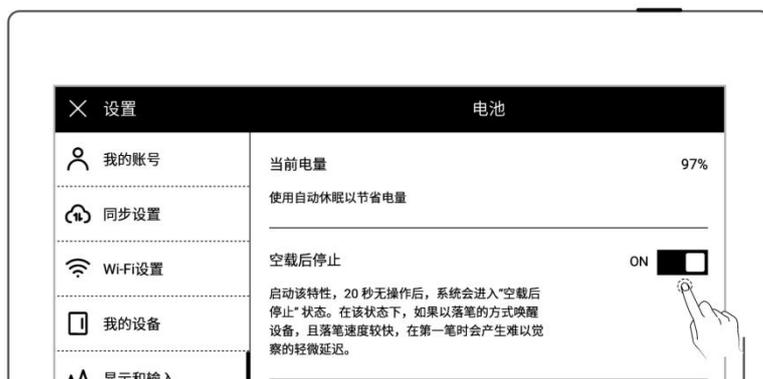 设置
电池
我的账号
同步设置
Wi-Fi设置
我的设备
显示和输入
当前电量 97%
使用自动休眠以节省电量
空载后停止 ON
启动该特性，20 秒无操作后，系统会进入“空载后
停止” 状态。在该状态下，如果以落笔的方式唤醒
设备，且落笔速度较快，在第一笔时会产生难以觉
察的轻微延迟。